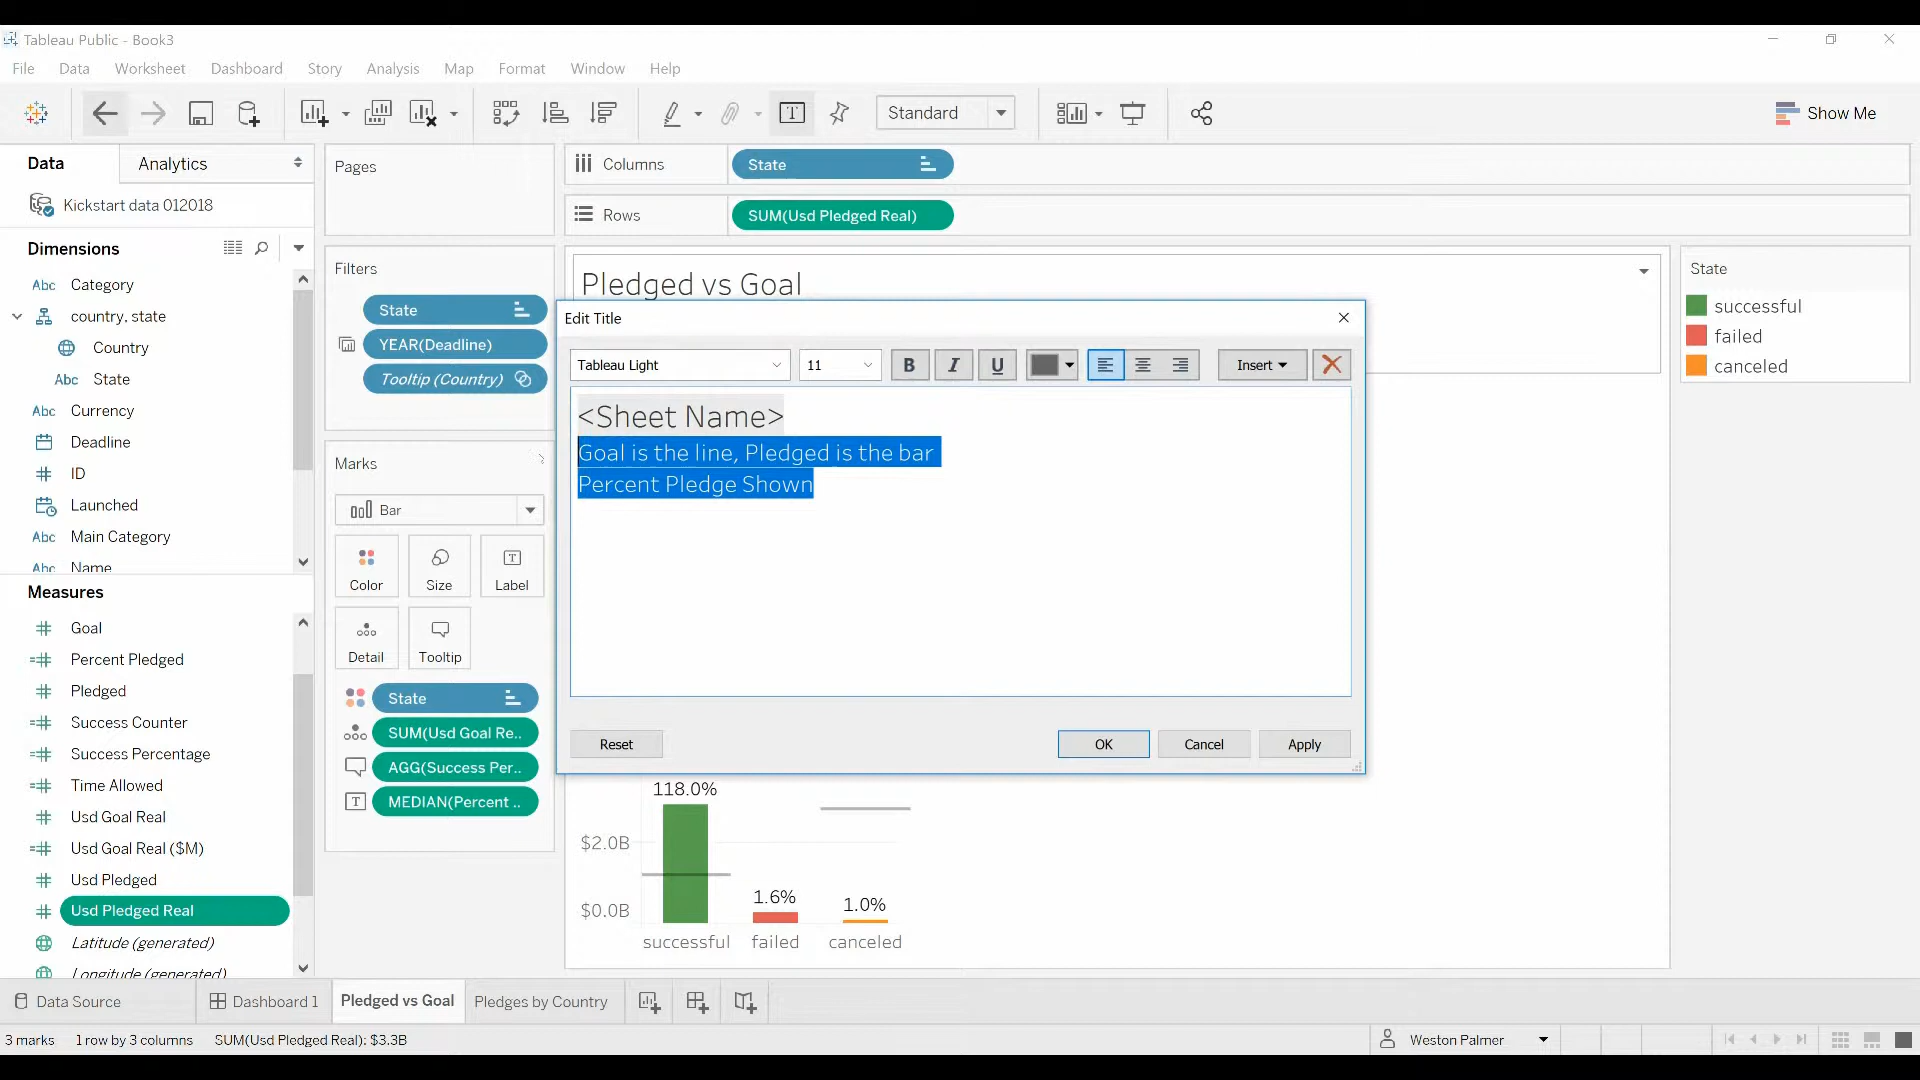 Tableau Public - Book3
File Data Worksheet Dashboard Story Analysis Map Format Window Help
Standard
Show Me
Data
Analytics
Kickstart data 012018
Dimensions
Abc Category
country, state
Country
Abc State
Abc Currency
Deadline
ID
Launched
Abc Main Category
Abc Name
Measures
Goal
Percent Pledged
Pledged
Success Counter
Success Percentage
Time Allowed
Usd Goal Real
Usd Goal Real ($M)
Usd Pledged
Usd Pledged Real
Latitude (generated)
Longitude (generated)
Pages
Filters
State
YEAR(Deadline)
Tooltip (Country)
Marks
Bar
Color
Size
Label
Detail
Tooltip
State
SUM(Usd Goal Re..
AGG(Success Per..
MEDIAN(Percent ..
Columns
State
Rows
SUM(Usd Pledged Real)
Pledged vs Goal
Edit Title
Tableau Light
11
B I U
Insert
<Sheet Name>
Goal is the line, Pledged is the bar
Percent Pledge Shown
Reset
OK
Cancel
Apply
118.0%
$2.0B
1.6%
1.0%
$0.0B
successful
failed
canceled
State
successful
failed
canceled
Data Source
Dashboard 1
Pledged vs Goal
Pledges by Country
3 marks
1 row by 3 columns
SUM(Usd Pledged Real): $3.3B
Weston Palmer